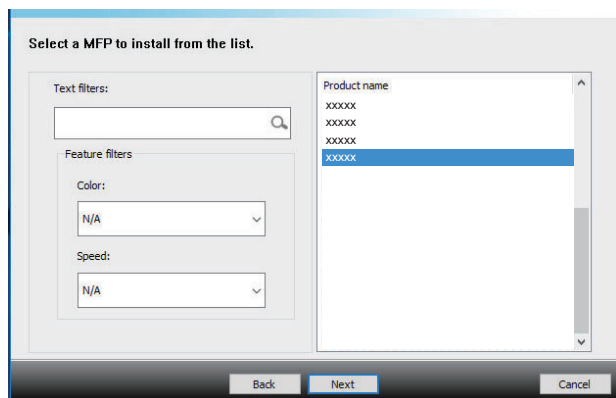 Select a MFP to install from the list.
Text filters:
Feature filters
Color:
N/A
Speed:
N/A
Product name
xxxxx
xxxxx
xxxxx
xxxxx
Back
Next
Cancel